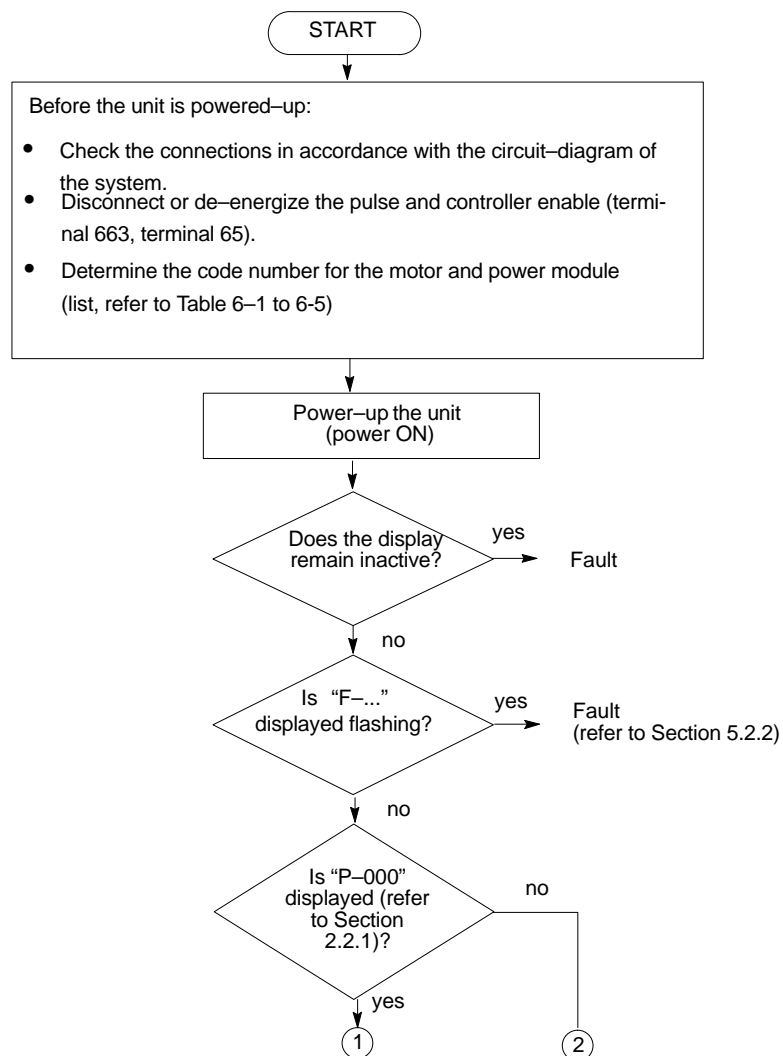 START
Before the unit is powered–up:
• Check the connections in accordance with the circuit–diagram of
the system.
• Disconnect or de–energize the pulse and controller enable (termi-
nal 663, terminal 65).
• Determine the code number for the motor and power module
(list, refer to Table 6–1 to 6-5)
Power–up the unit
(power ON)
Does the display
remain inactive?
yes
Fault
no
Is “F–...”
displayed flashing?
yes
Fault
(refer to Section 5.2.2)
no
Is “P–000”
displayed (refer
to Section
2.2.1)?
no
yes
1
2